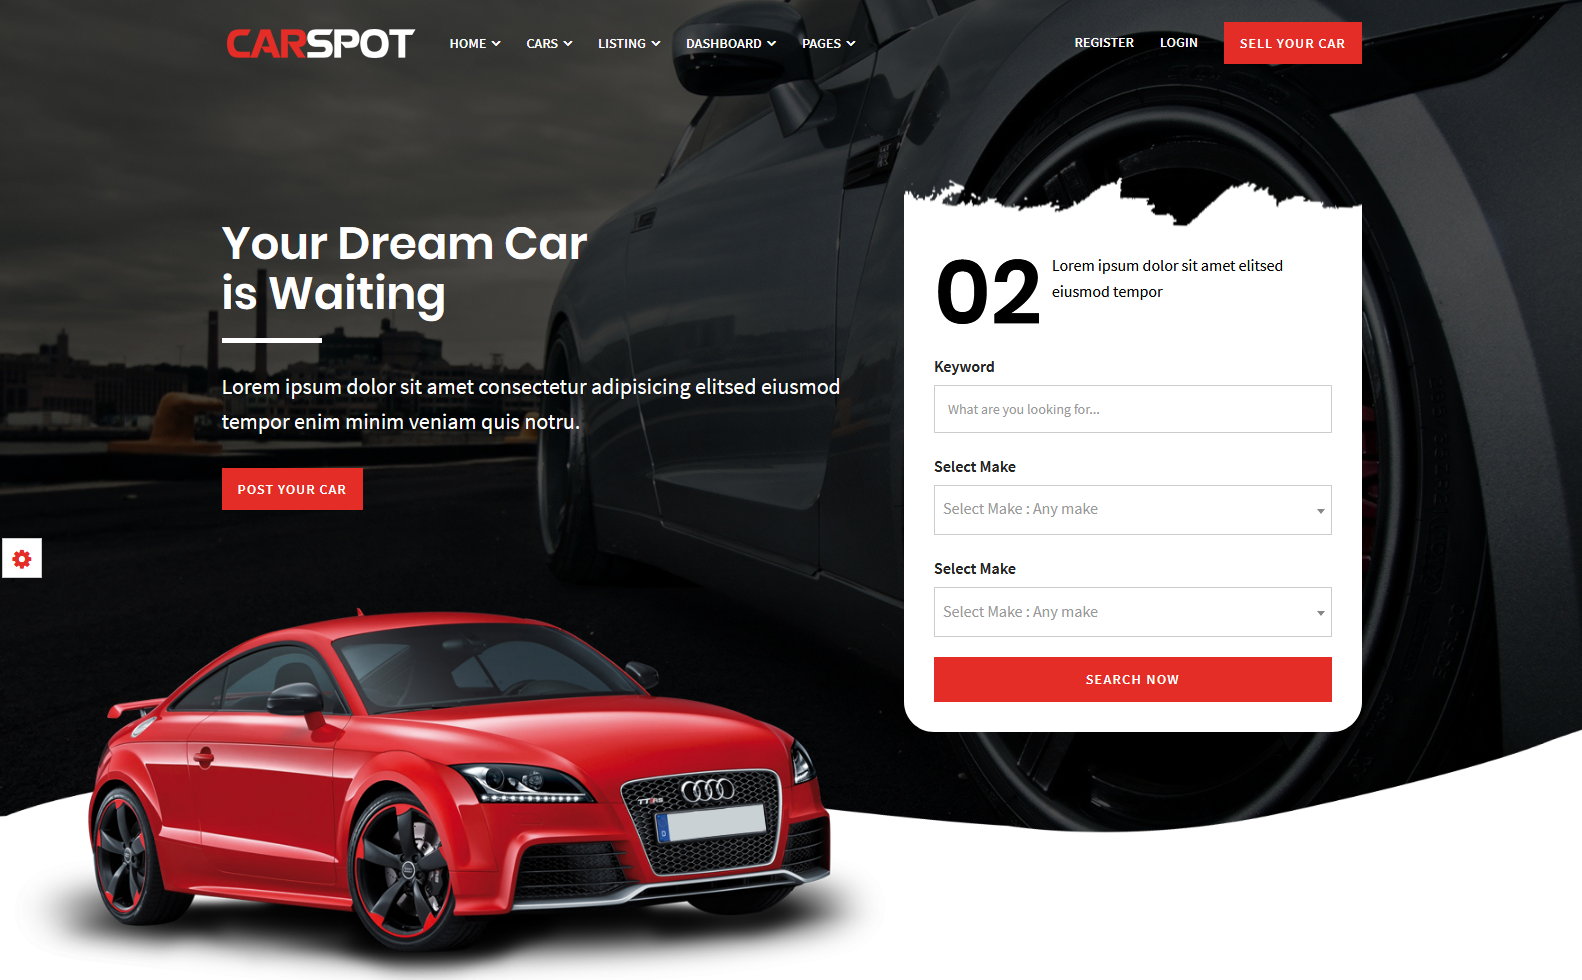 CARSPOT
HOME
CARS
LISTING
DASHBOARD
PAGES
REGISTER
LOGIN
SELL YOUR CAR
Your Dream Car
is Waiting
Lorem ipsum dolor sit amet consectetur adipisicing elitsed eiusmod
tempor enim minim veniam quis notru.
POST YOUR CAR
02
Lorem ipsum dolor sit amet elitsed
eiusmod tempor
Keyword
What are you looking for...
Select Make
Select Make : Any make
Select Make
Select Make : Any make
SEARCH NOW
TT RS
D